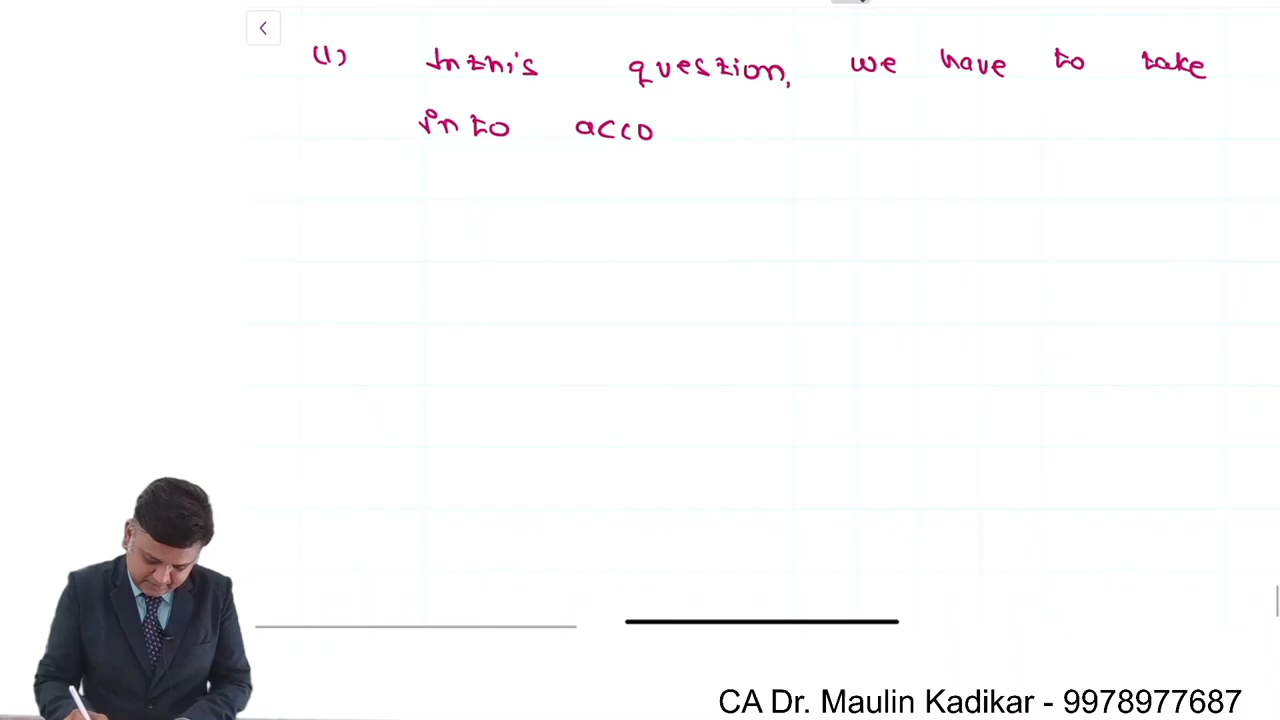 (1) In this question, we have to take
into acco
CA Dr. Maulin Kadikar - 9978977687